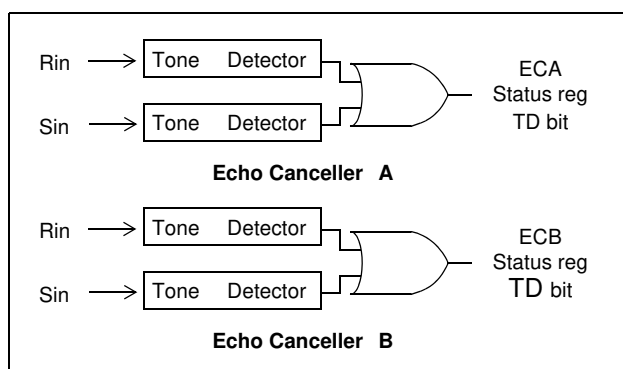 Rin
Tone Detector
Sin
Tone Detector
ECA
Status reg
TD bit
Echo Canceller A
Rin
Tone Detector
Sin
Tone Detector
ECB
Status reg
TD bit
Echo Canceller B